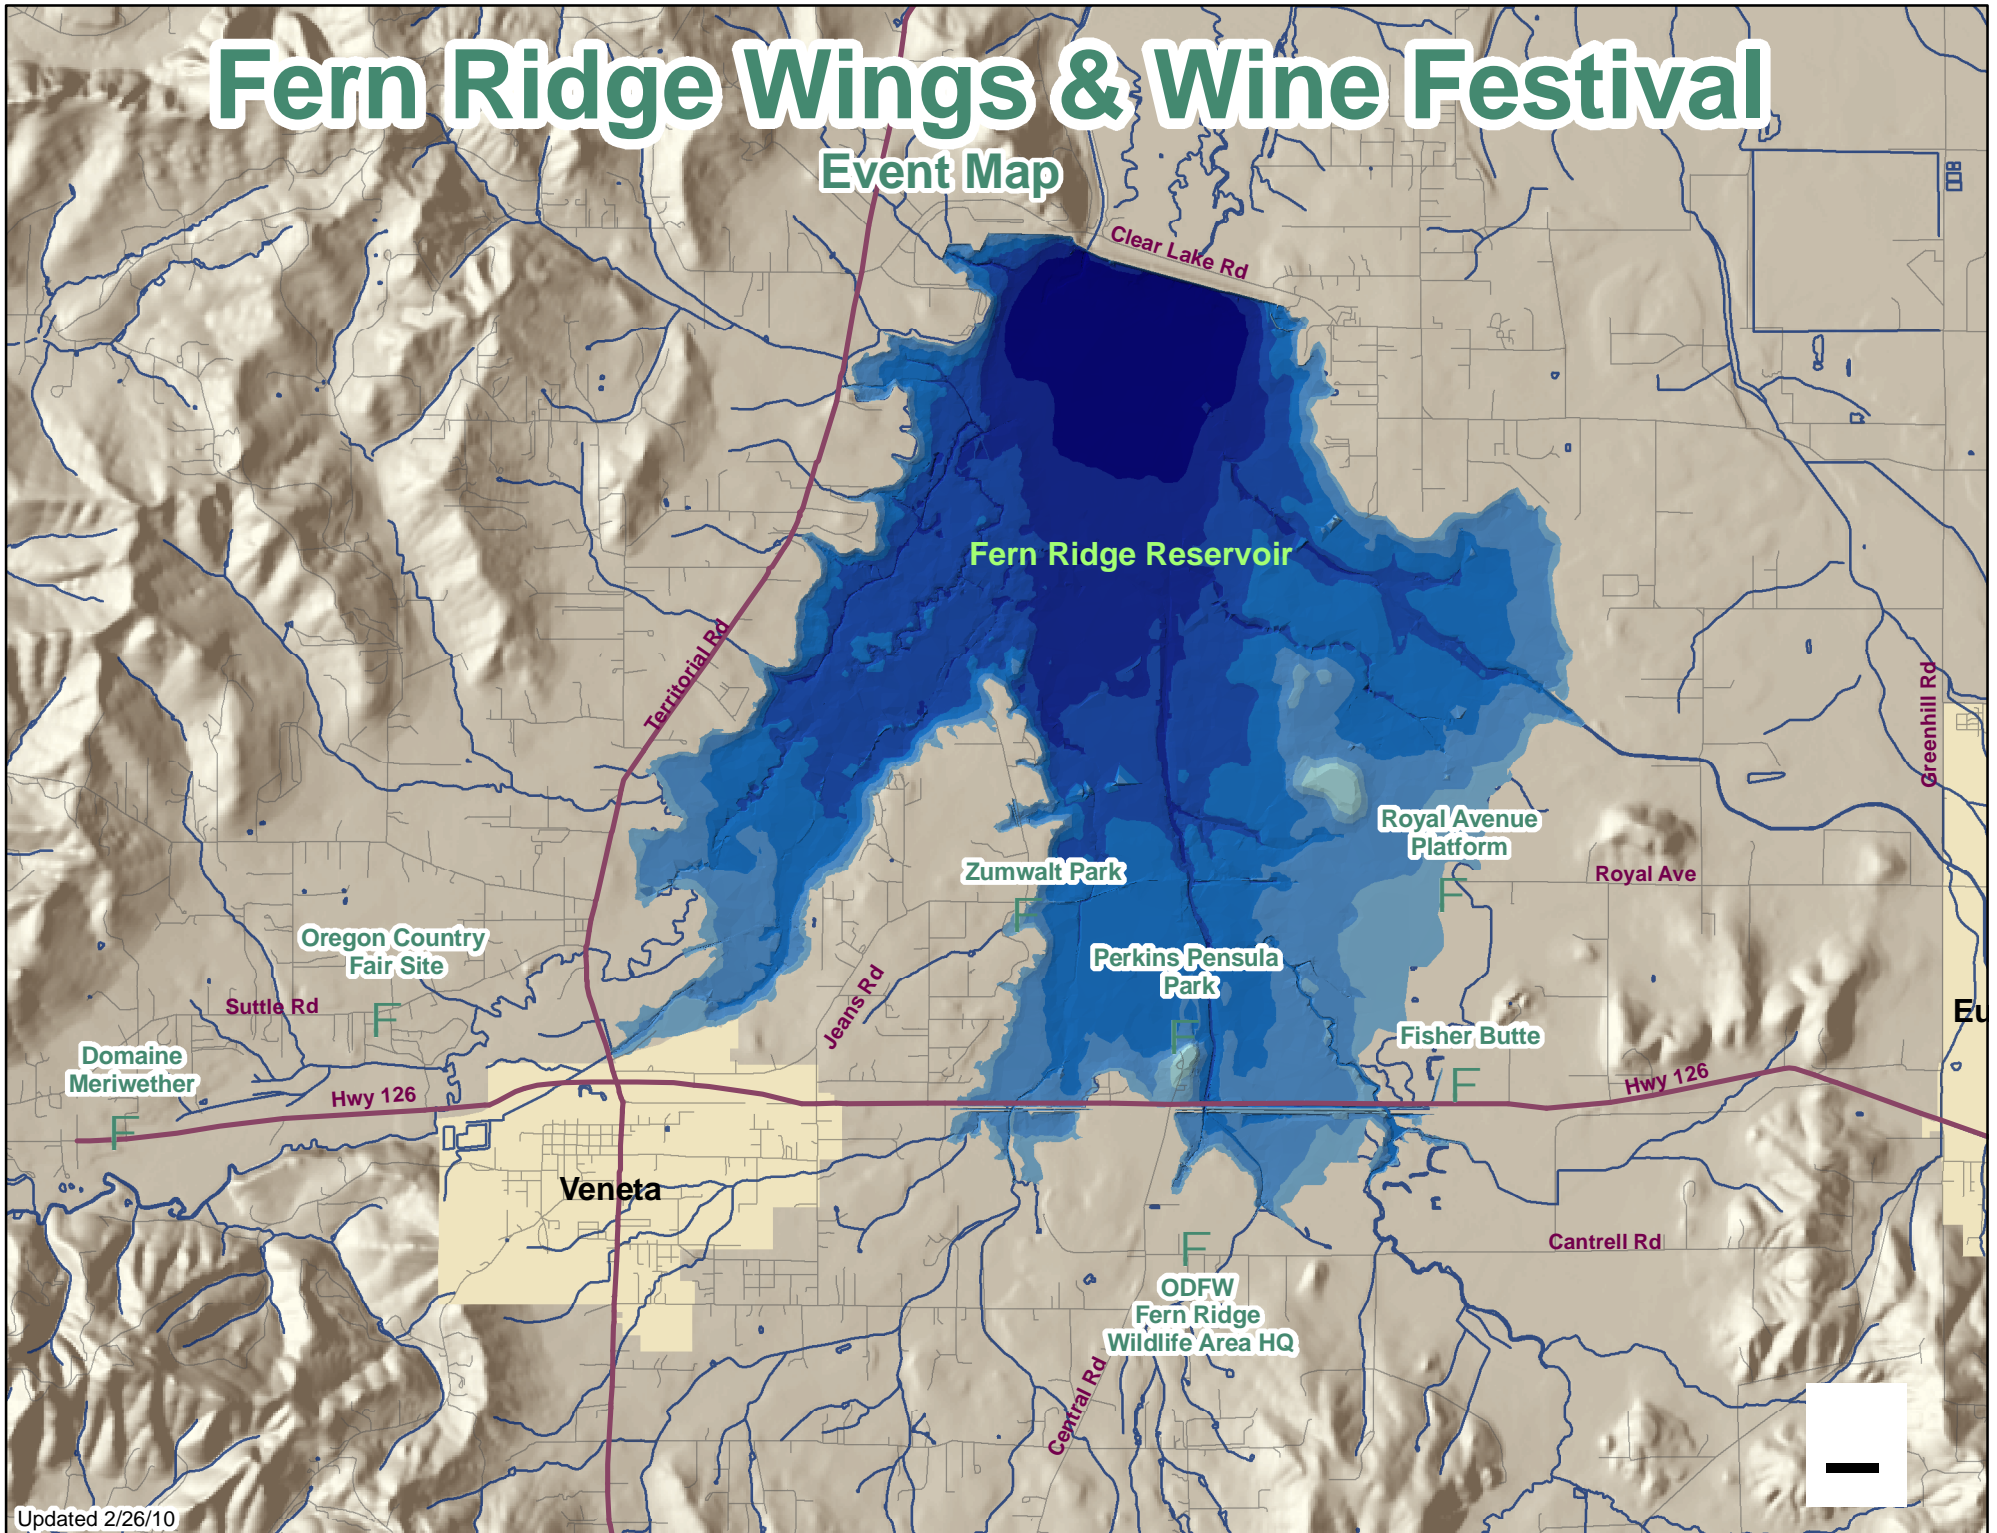 Fern Ridge Wings & Wine Festival
Event Map
Clear Lake Rd
Fern Ridge Reservoir
Territorial Rd
Greenhill Rd
Royal Avenue
Platform
F
Royal Ave
Zumwalt Park
F
Oregon Country
Fair Site
F
Suttle Rd
Perkins Pensula
Park
F
Jeans Rd
Eu
Fisher Butte
F
Domaine
Meriwether
F
Hwy 126
Hwy 126
Veneta
Cantrell Rd
F
ODFW
Fern Ridge
Wildlife Area HQ
Central Rd
Updated 2/26/10